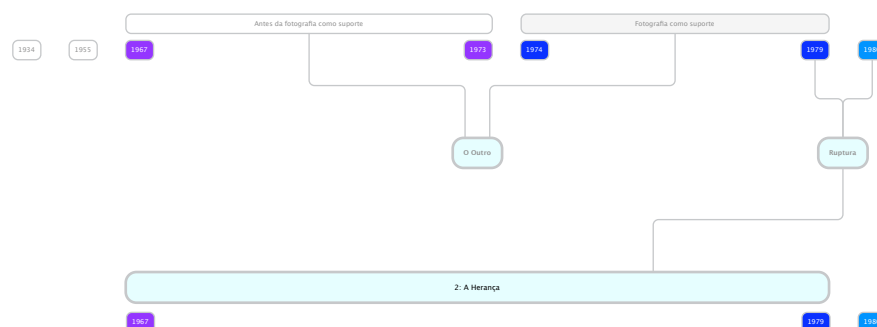 Antes da fotografia como suporte
Fotografia como suporte
1934
1955
1967
1973
1974
1979
O Outro
Ruptura
2: A Herança
1967
1979